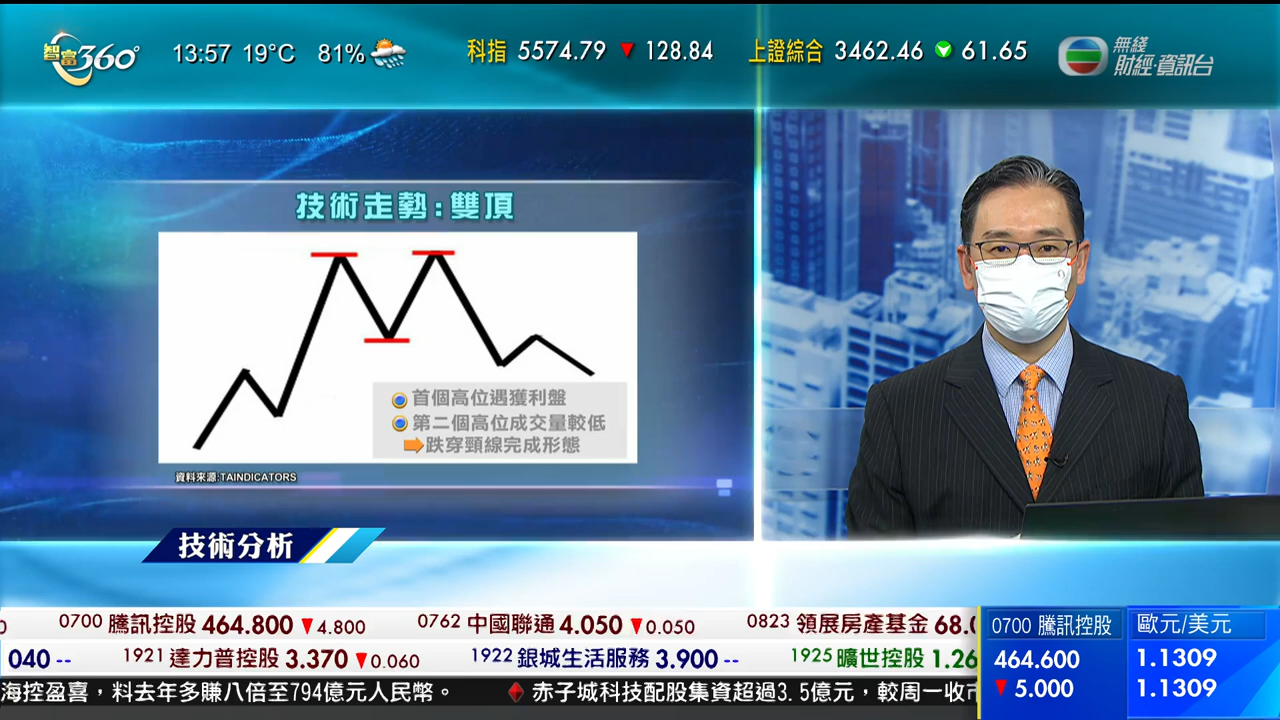 智富360°
13:57 19°C 81%
科指 5574.79 ▼ 128.84
上證綜合 3462.46 61.65
無綫
財經·資訊台
技術走勢:雙頂
首個高位遇獲利盤
第二個高位成交量較低
跌穿頸線完成形態
資料來源:TAINDICATORS
技術分析
0700 騰訊控股 464.800 ▼4.800 0762 中國聯通 4.050 ▼0.050 0823 領展房產基金 68.0
040 -- 1921 達力普控股 3.370 ▼0.060 1922 銀城生活服務 3.900 -- 1925 曠世控股 1.26
海控盈喜，料去年多賺八倍至794億元人民幣。 赤子城科技配股集資超過3.5億元，較周一收市
0700 騰訊控股
464.600
▼ 5.000
歐元/美元
1.1309
1.1309